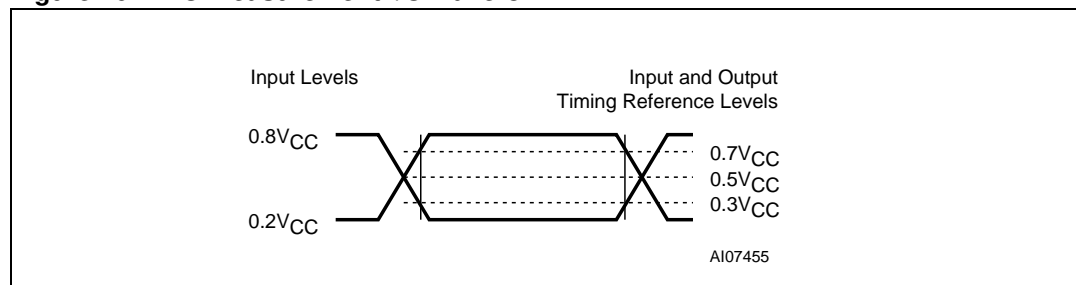 Input Levels
Input and Output
Timing Reference Levels
0.8VCC
0.7VCC
0.5VCC
0.3VCC
0.2VCC
AI07455